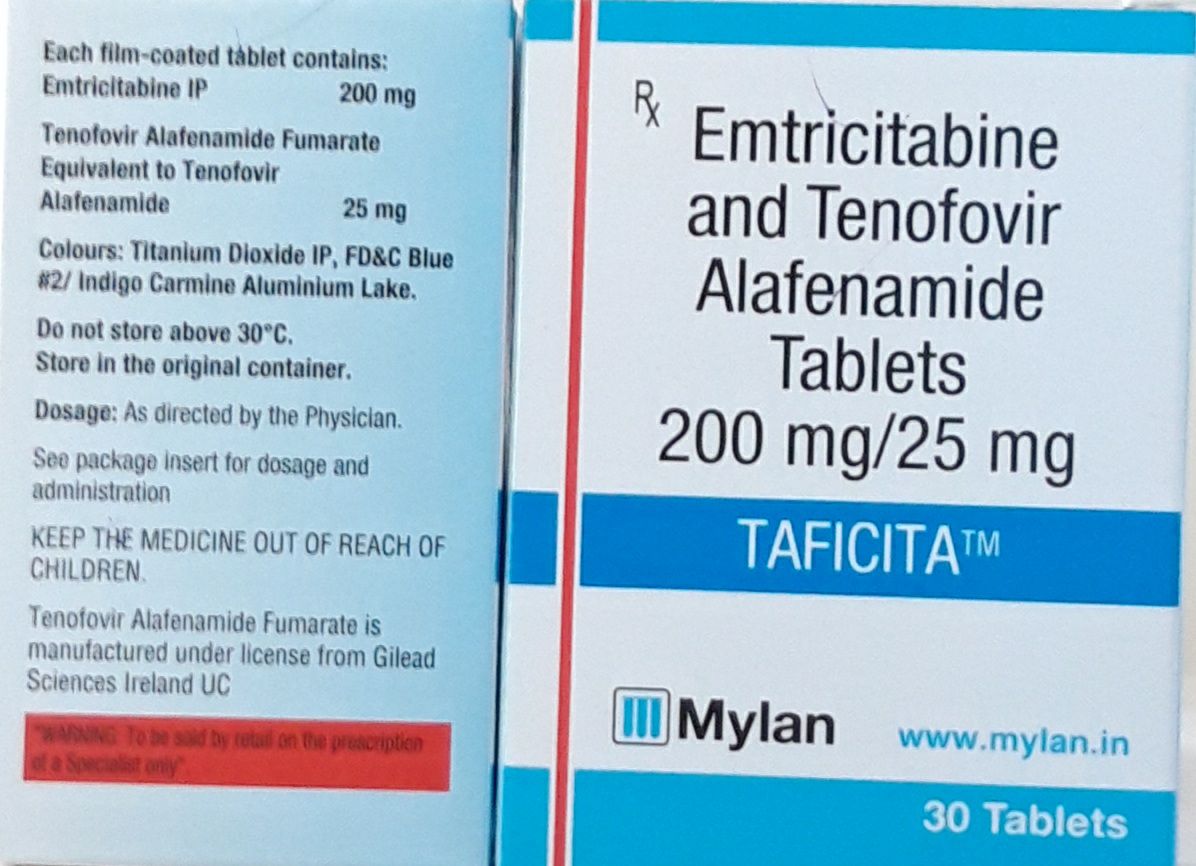 Each film-coated tablet contains:
Emtricitabine IP 200 mg
Tenofovir Alafenamide Fumarate
Equivalent to Tenofovir
Alafenamide 25 mg
Colours: Titanium Dioxide IP, FD&C Blue
#2/ Indigo Carmine Aluminium Lake.
Do not store above 30°C.
Store in the original container.
Dosage: As directed by the Physician.
See package insert for dosage and
administration
KEEP THE MEDICINE OUT OF REACH OF
CHILDREN.
Tenofovir Alafenamide Fumarate is
manufactured under license from Gilead
Sciences Ireland UC
"WARNING: To be sold by retail on the prescription
of a Specialist only".
Rx Emtricitabine
and Tenofovir
Alafenamide
Tablets
200 mg/25 mg
TAFICITA™
Mylan www.mylan.in
30 Tablets